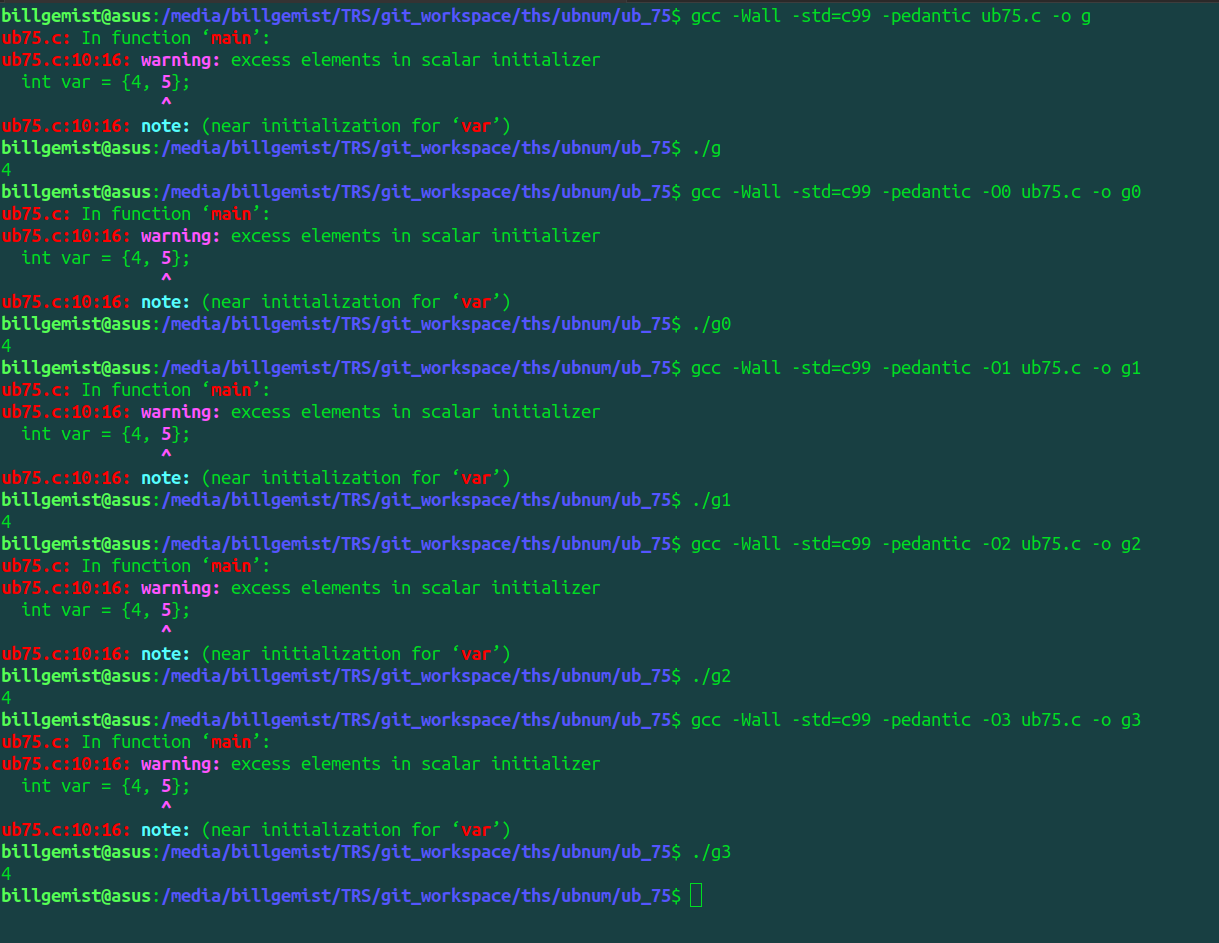 billgemist@asus:/media/billgemist/TRS/git_workspace/ths/ubnum/ub_75$ gcc -Wall -std=c99 -pedantic ub75.c -o g
ub75.c: In function ‘main’:
ub75.c:10:16: warning: excess elements in scalar initializer
  int var = {4, 5};
                ^
ub75.c:10:16: note: (near initialization for ‘var’)
billgemist@asus:/media/billgemist/TRS/git_workspace/ths/ubnum/ub_75$ ./g
4
billgemist@asus:/media/billgemist/TRS/git_workspace/ths/ubnum/ub_75$ gcc -Wall -std=c99 -pedantic -O0 ub75.c -o g0
ub75.c: In function ‘main’:
ub75.c:10:16: warning: excess elements in scalar initializer
  int var = {4, 5};
                ^
ub75.c:10:16: note: (near initialization for ‘var’)
billgemist@asus:/media/billgemist/TRS/git_workspace/ths/ubnum/ub_75$ ./g0
4
billgemist@asus:/media/billgemist/TRS/git_workspace/ths/ubnum/ub_75$ gcc -Wall -std=c99 -pedantic -O1 ub75.c -o g1
ub75.c: In function ‘main’:
ub75.c:10:16: warning: excess elements in scalar initializer
  int var = {4, 5};
                ^
ub75.c:10:16: note: (near initialization for ‘var’)
billgemist@asus:/media/billgemist/TRS/git_workspace/ths/ubnum/ub_75$ ./g1
4
billgemist@asus:/media/billgemist/TRS/git_workspace/ths/ubnum/ub_75$ gcc -Wall -std=c99 -pedantic -O2 ub75.c -o g2
ub75.c: In function ‘main’:
ub75.c:10:16: warning: excess elements in scalar initializer
  int var = {4, 5};
                ^
ub75.c:10:16: note: (near initialization for ‘var’)
billgemist@asus:/media/billgemist/TRS/git_workspace/ths/ubnum/ub_75$ ./g2
4
billgemist@asus:/media/billgemist/TRS/git_workspace/ths/ubnum/ub_75$ gcc -Wall -std=c99 -pedantic -O3 ub75.c -o g3
ub75.c: In function ‘main’:
ub75.c:10:16: warning: excess elements in scalar initializer
  int var = {4, 5};
                ^
ub75.c:10:16: note: (near initialization for ‘var’)
billgemist@asus:/media/billgemist/TRS/git_workspace/ths/ubnum/ub_75$ ./g3
4
billgemist@asus:/media/billgemist/TRS/git_workspace/ths/ubnum/ub_75$